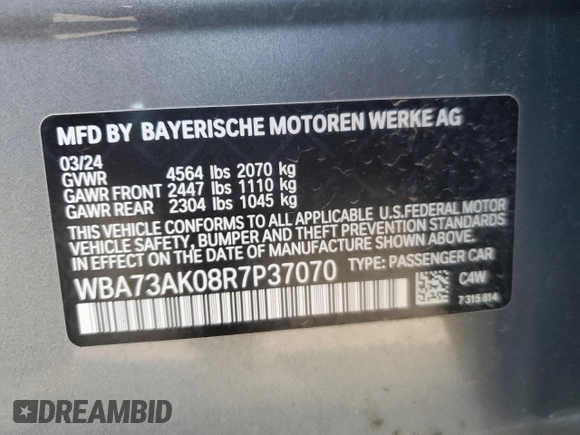 MFD BY BAYERISCHE MOTOREN WERKE AG
03/24
GVWR 4564 lbs 2070 kg
GAWR FRONT 2447 lbs 1110 kg
GAWR REAR 2304 lbs 1045 kg
THIS VEHICLE CONFORMS TO ALL APPLICABLE U.S.FEDERAL MOTOR
VEHICLE SAFETY, BUMPER, AND THEFT PREVENTION STANDARDS
IN EFFECT ON THE DATE OF MANUFACTURE SHOWN ABOVE.
WBA73AK08R7P37070 TYPE: PASSENGER CAR
C4W
7 315 814
DREAMBID